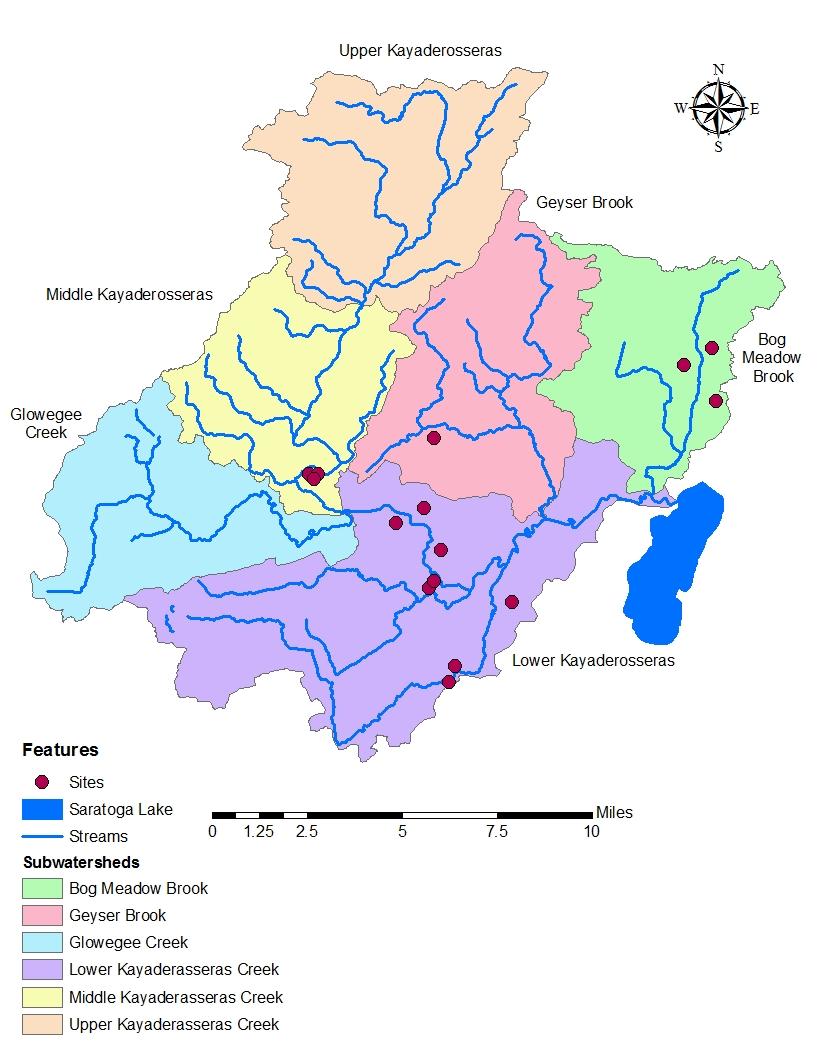 Upper Kayaderosseras
N
W E
S
Geyser Brook
Middle Kayaderosseras
Bog
Meadow
Brook
Glowegee
Creek
Lower Kayaderosseras
Features
Sites
Saratoga Lake
Streams
Miles
0 1.25 2.5 5 7.5 10
Subwatersheds
Bog Meadow Brook
Geyser Brook
Glowegee Creek
Lower Kayaderasseras Creek
Middle Kayaderasseras Creek
Upper Kayaderasseras Creek